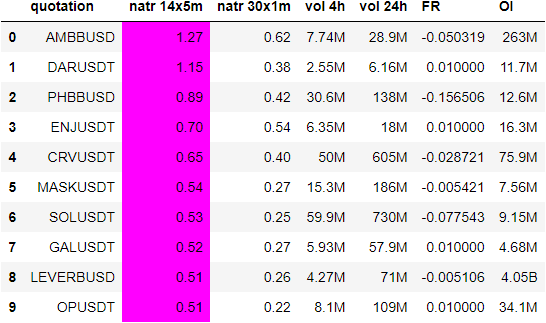 quotation natr 14x5m natr 30x1m vol 4h vol 24h FR OI
0 AMBBUSD 1.27 0.62 7.74M 28.9M -0.050319 263M
1 DARUSDT 1.15 0.38 2.55M 6.16M 0.010000 11.7M
2 PHBBUSD 0.89 0.42 30.6M 138M -0.156506 12.6M
3 ENJUSDT 0.70 0.54 6.35M 18M 0.010000 16.3M
4 CRVUSDT 0.65 0.40 50M 605M -0.028721 75.9M
5 MASKUSDT 0.54 0.27 15.3M 186M -0.005421 7.56M
6 SOLUSDT 0.53 0.25 59.9M 730M -0.077543 9.15M
7 GALUSDT 0.52 0.27 5.93M 57.9M 0.010000 4.68M
8 LEVERBUSD 0.51 0.26 4.27M 71M -0.005106 4.05B
9 OPUSDT 0.51 0.22 8.1M 109M 0.010000 34.1M